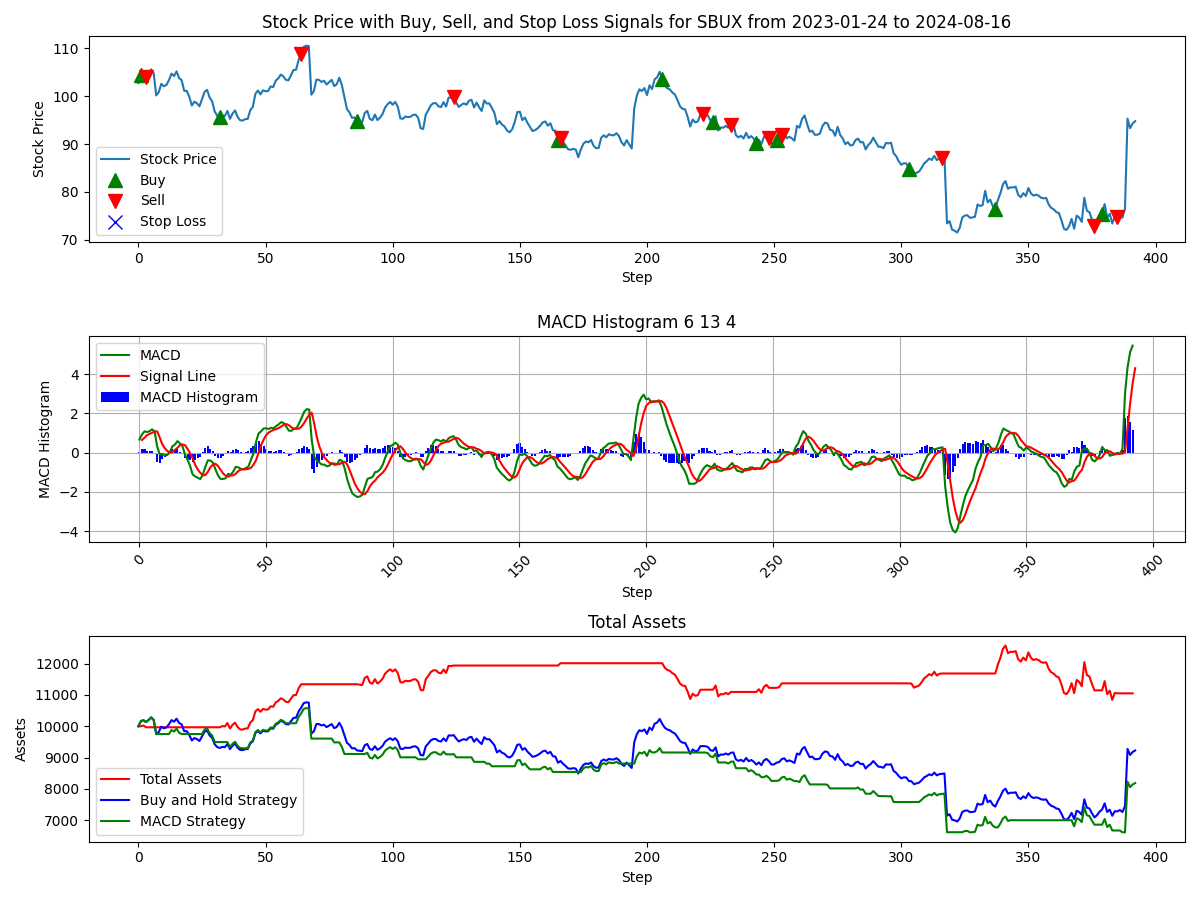 Stock Price with Buy, Sell, and Stop Loss Signals for SBUX from 2023-01-24 to 2024-08-16
110
100
90
80
70
Stock Price
Stock Price
Buy
Sell
Stop Loss
0 50 100 150 200 250 300 350 400
Step
MACD Histogram 6 13 4
4
2
0
−2
−4
MACD Histogram
MACD
Signal Line
MACD Histogram
0 50 100 150 200 250 300 350 400
Step
Total Assets
12000
11000
10000
9000
8000
7000
Assets
Total Assets
Buy and Hold Strategy
MACD Strategy
0 50 100 150 200 250 300 350 400
Step